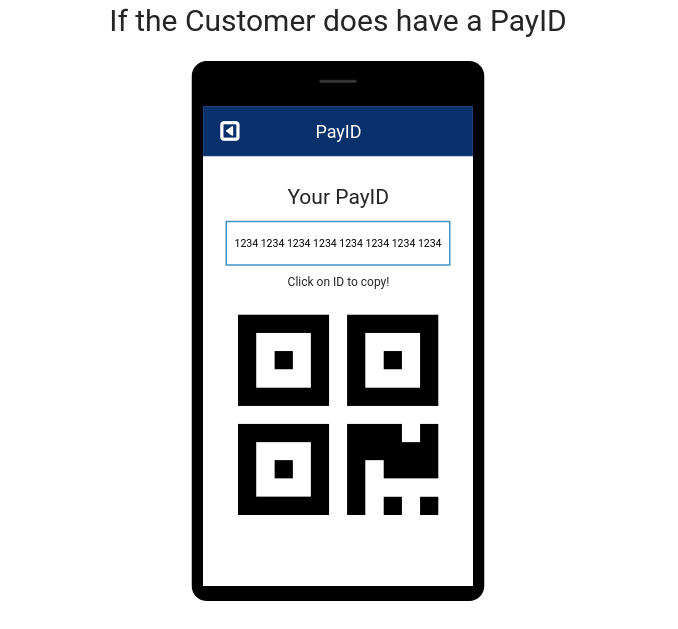 If the Customer does have a PayID
PayID
Your PayID
1234 1234 1234 1234 1234 1234 1234 1234
Click on ID to copy!